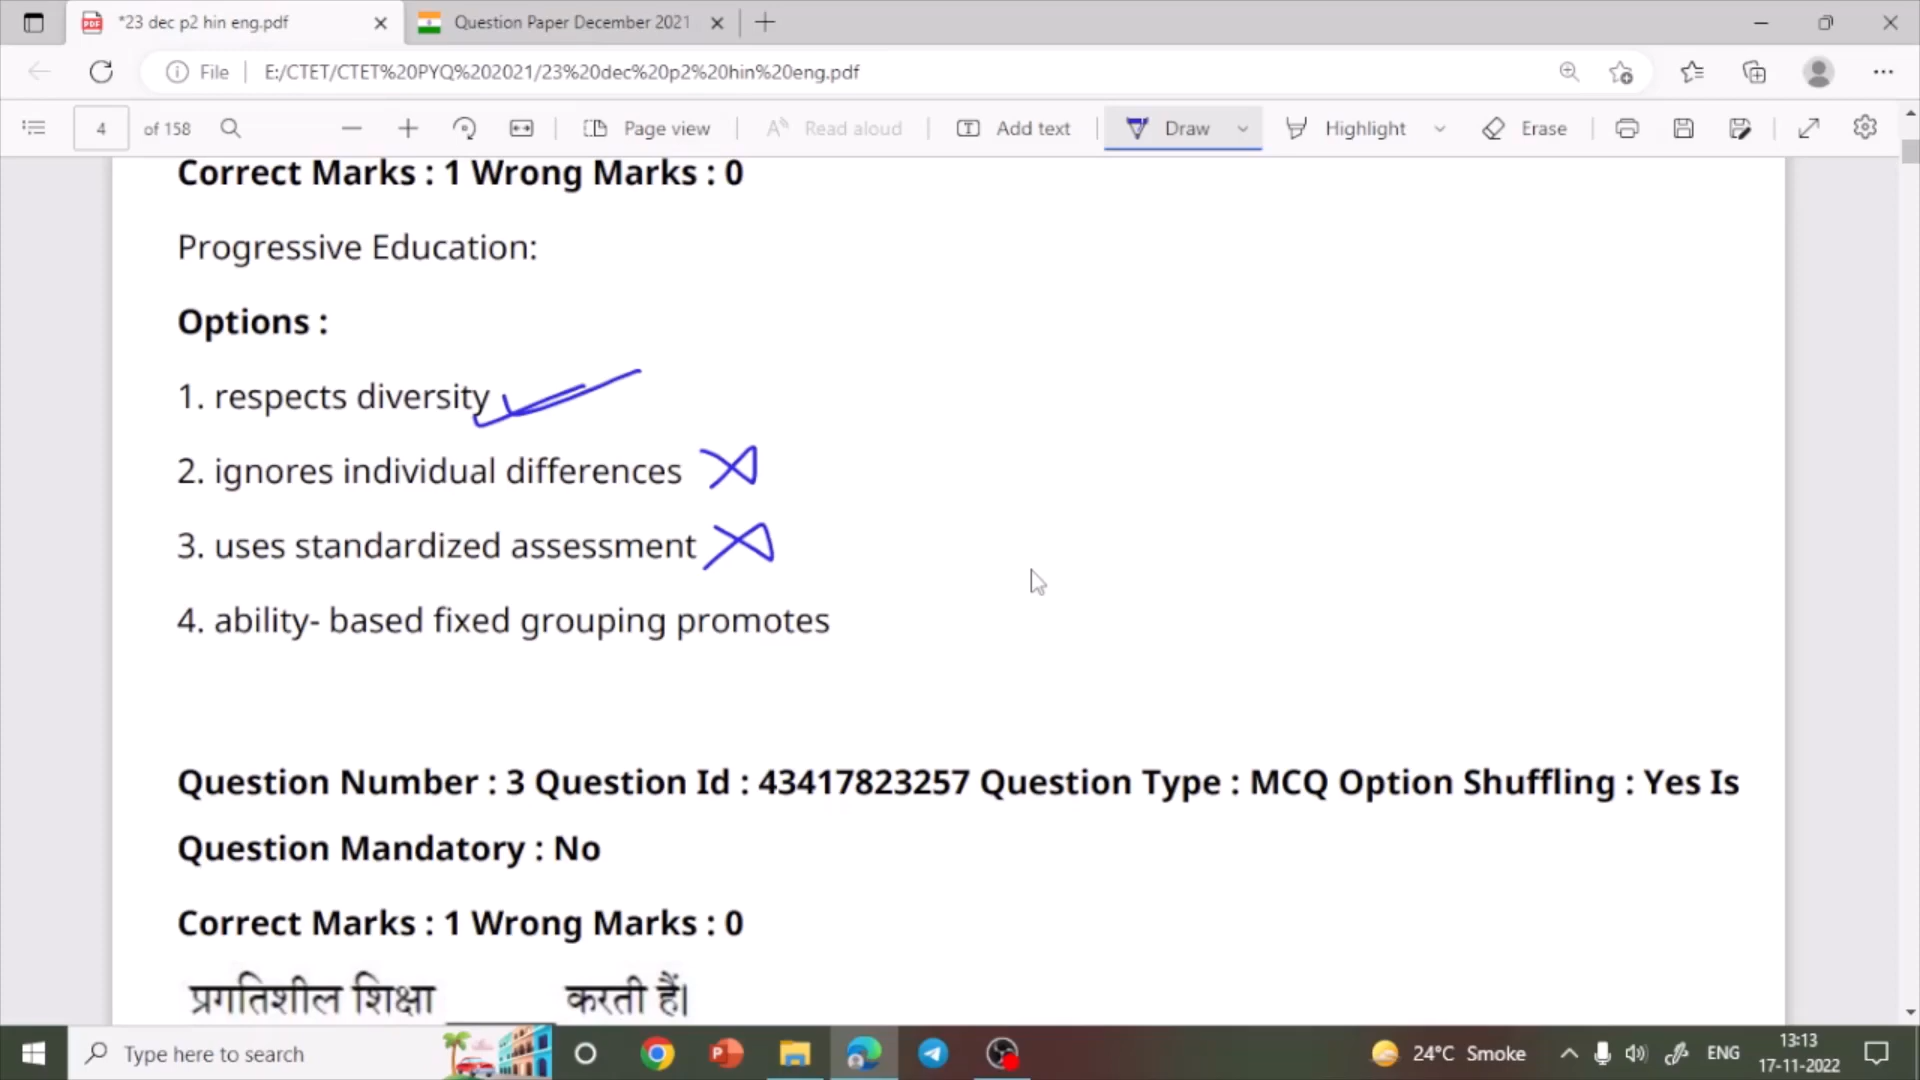 *23 dec p2 hin eng.pdf
Question Paper December 2021
File
E:/CTET/CTET%20PYQ%202021/23%20dec%20p2%20hin%20eng.pdf
4 of 158
Page view
Read aloud
Add text
Draw
Highlight
Erase
Correct Marks : 1 Wrong Marks : 0
Progressive Education:
Options :
1. respects diversity
2. ignores individual differences
3. uses standardized assessment
4. ability- based fixed grouping promotes
Question Number : 3 Question Id : 43417823257 Question Type : MCQ Option Shuffling : Yes Is
Question Mandatory : No
Correct Marks : 1 Wrong Marks : 0
प्रगतिशील शिक्षा ______ करती हैं।
Type here to search
24°C Smoke
ENG
13:13
17-11-2022